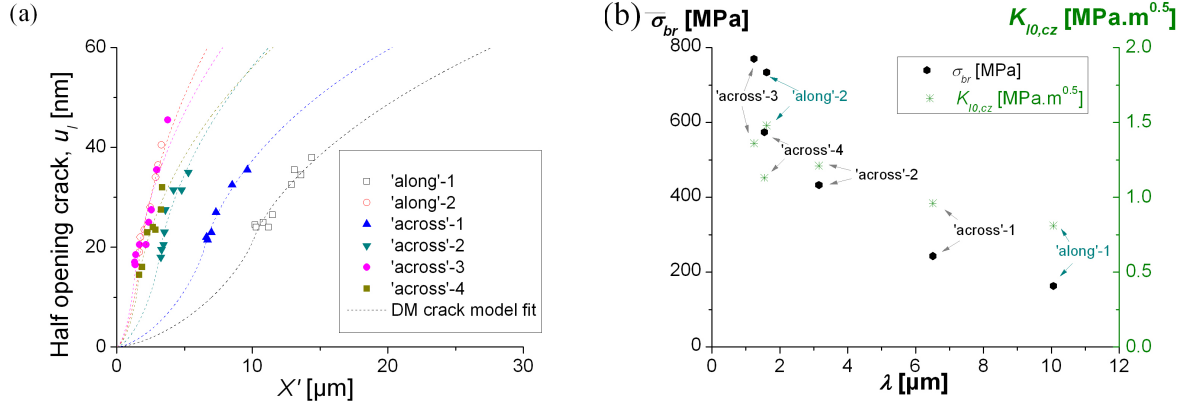 (a)
60
40
20
0
Half opening crack, u_l [nm]
0 5 10 15 20 25 30
X' [µm]
'along'-1
'along'-2
'across'-1
'across'-2
'across'-3
'across'-4
DM crack model fit
(b)
σ_br [MPa]
K_I0,cz [MPa.m^0.5]
800
600
400
200
0
2.0
1.5
1.0
0.5
0.0
σ_br [MPa]
K_I0,cz [MPa.m^0.5]
'across'-3
'along'-2
'across'-4
'across'-2
'across'-1
'along'-1
0 2 4 6 8 10 12
λ [µm]